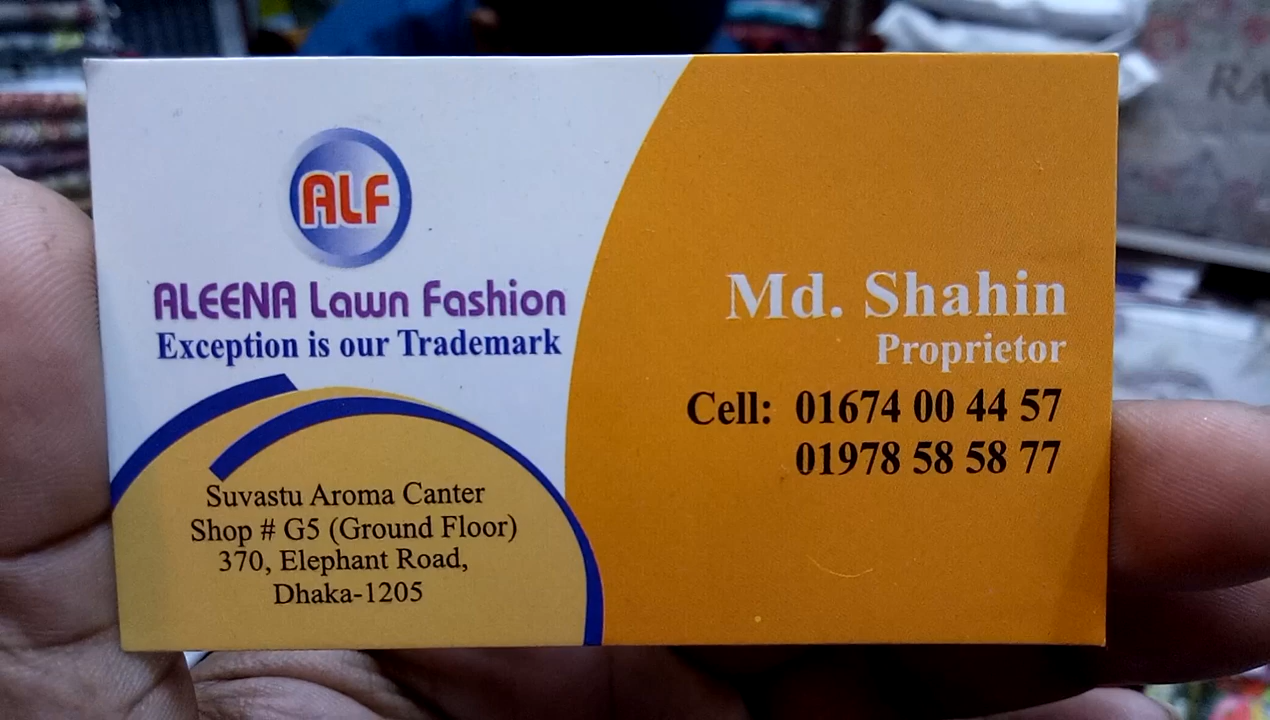 ALF
ALEENA Lawn Fashion
Exception is our Trademark
Suvastu Aroma Canter
Shop # G5 (Ground Floor)
370, Elephant Road,
Dhaka-1205
Md. Shahin
Proprietor
Cell: 01674 00 44 57
01978 58 58 77